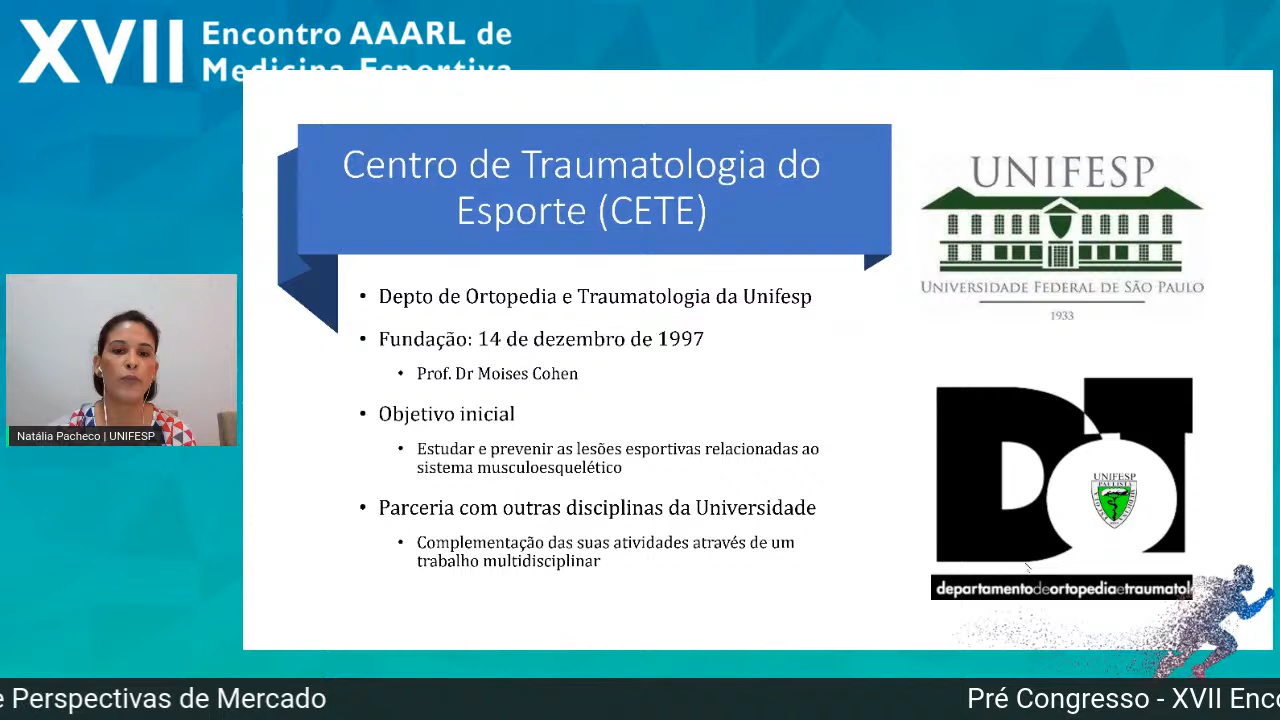 XVII Encontro AAARL de
Medicina Esportiva
Centro de Traumatologia do
Esporte (CETE)
• Depto de Ortopedia e Traumatologia da Unifesp
• Fundação: 14 de dezembro de 1997
• Prof. Dr Moises Cohen
• Objetivo inicial
• Estudar e prevenir as lesões esportivas relacionadas ao
sistema musculoesquelético
• Parceria com outras disciplinas da Universidade
• Complementação das suas atividades através de um
trabalho multidisciplinar
UNIFESP
UNIVERSIDADE FEDERAL DE SÃO PAULO
1933
DOT
UNIFESP
PAULISTA
departamentodeortopediaetraumatol
Natália Pacheco | UNIFESP
e Perspectivas de Mercado
Pré Congresso - XVII Enco